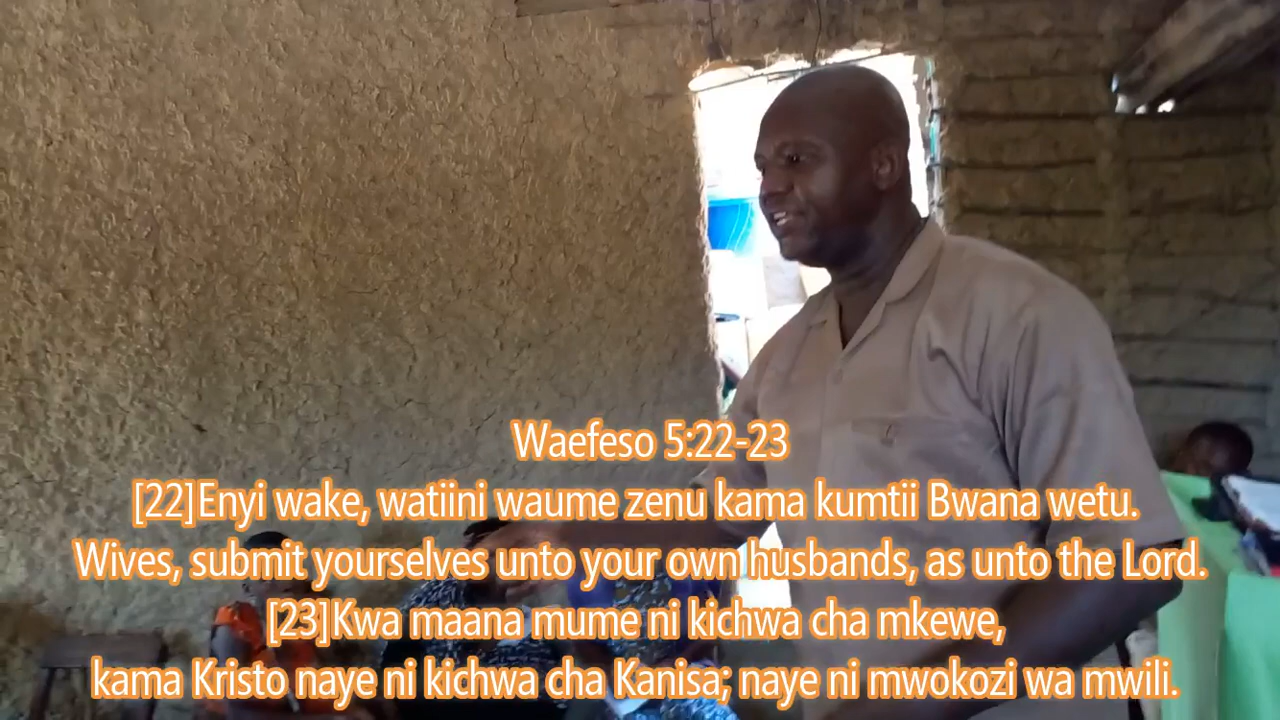 Waefeso 5:22-23
[22]Enyi wake, watiini waume zenu kama kumtii Bwana wetu.
Wives, submit yourselves unto your own husbands, as unto the Lord.
[23]Kwa maana mume ni kichwa cha mkewe,
kama Kristo naye ni kichwa cha Kanisa; naye ni mwokozi wa mwili.